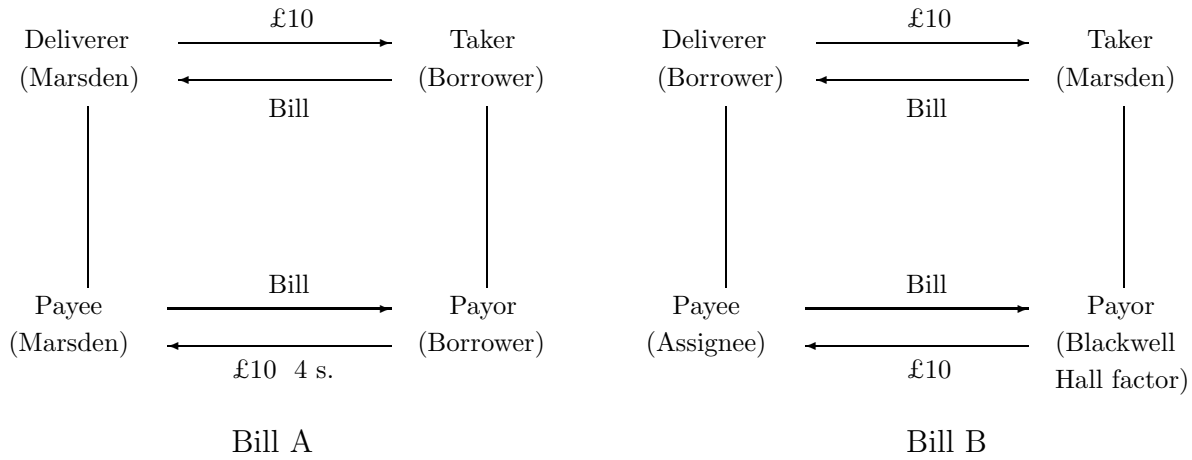 £10
Deliverer
(Marsden)
Taker
(Borrower)
Bill
Bill
Payee
(Marsden)
Payor
(Borrower)
£10 4 s.
Bill A
£10
Deliverer
(Borrower)
Taker
(Marsden)
Bill
Bill
Payee
(Assignee)
Payor
(Blackwell
Hall factor)
£10
Bill B